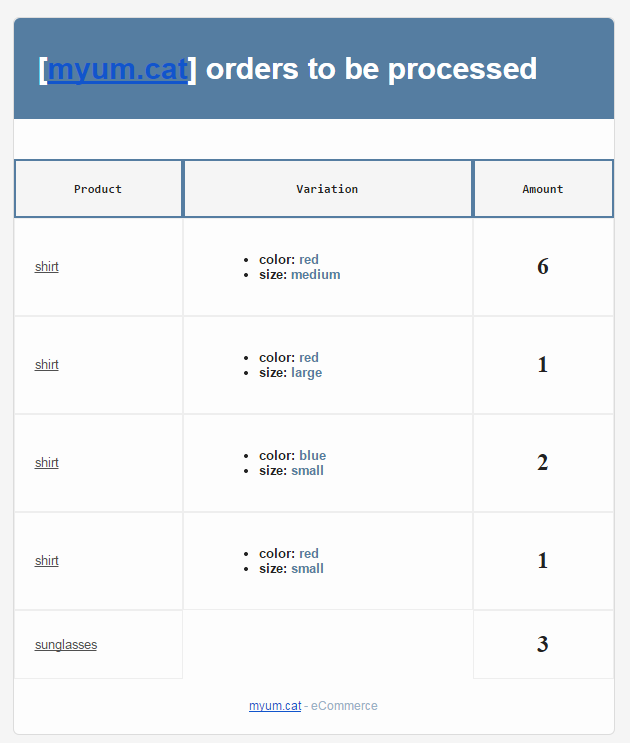 [myum.cat] orders to be processed
Product Variation Amount
shirt
• color: red
• size: medium
6
shirt
• color: red
• size: large
1
shirt
• color: blue
• size: small
2
shirt
• color: red
• size: small
1
sunglasses 3
myum.cat - eCommerce